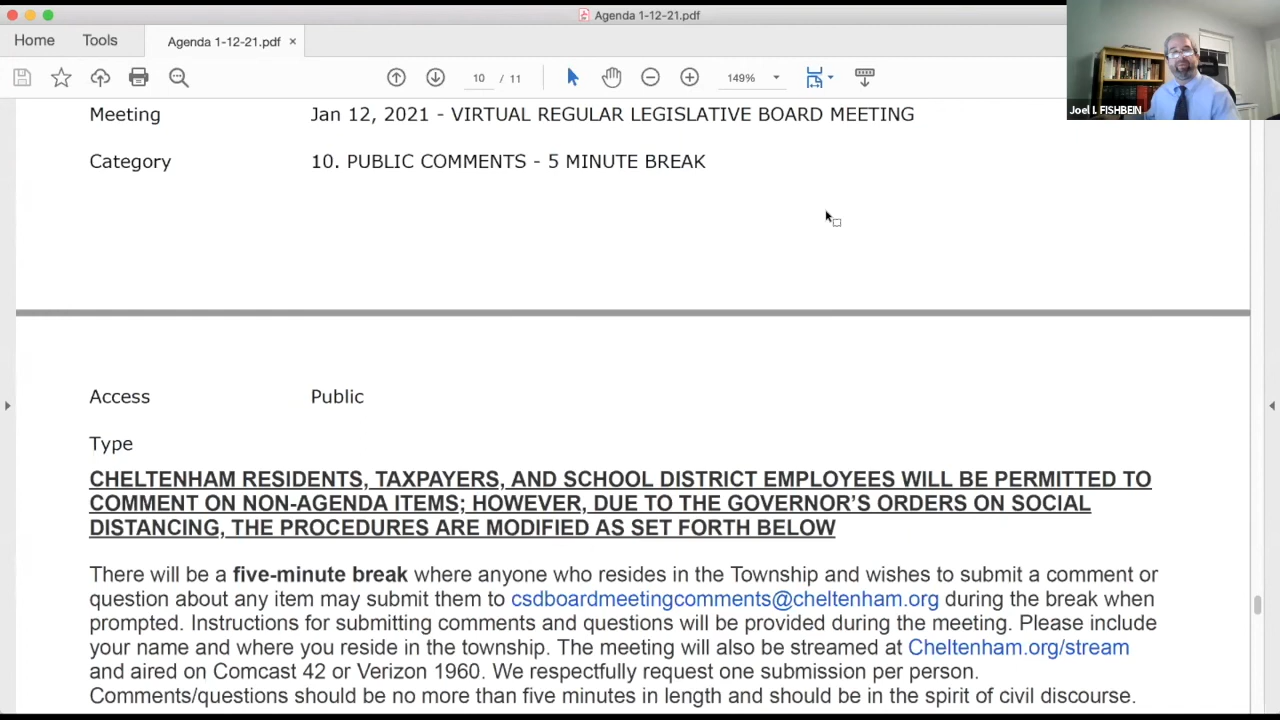 Agenda 1-12-21.pdf
Home
Tools
Agenda 1-12-21.pdf ×
10 / 11
149%
Joel I. FISHBEIN
Meeting Jan 12, 2021 - VIRTUAL REGULAR LEGISLATIVE BOARD MEETING
Category 10. PUBLIC COMMENTS - 5 MINUTE BREAK
Access Public
Type
CHELTENHAM RESIDENTS, TAXPAYERS, AND SCHOOL DISTRICT EMPLOYEES WILL BE PERMITTED TO
COMMENT ON NON-AGENDA ITEMS; HOWEVER, DUE TO THE GOVERNOR’S ORDERS ON SOCIAL
DISTANCING, THE PROCEDURES ARE MODIFIED AS SET FORTH BELOW
There will be a five-minute break where anyone who resides in the Township and wishes to submit a comment or
question about any item may submit them to csdboardmeetingcomments@cheltenham.org during the break when
prompted. Instructions for submitting comments and questions will be provided during the meeting. Please include
your name and where you reside in the township. The meeting will also be streamed at Cheltenham.org/stream
and aired on Comcast 42 or Verizon 1960. We respectfully request one submission per person.
Comments/questions should be no more than five minutes in length and should be in the spirit of civil discourse.